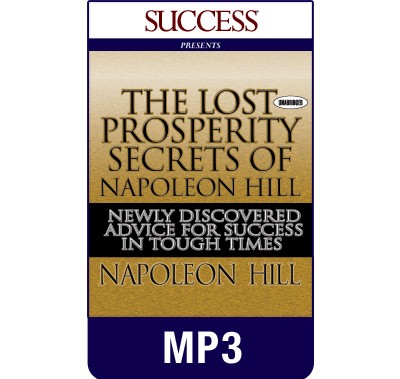 SUCCESS
PRESENTS
THE LOST
UNABRIDGED
PROSPERITY
SECRETS OF
NAPOLEON HILL
NEWLY DISCOVERED
ADVICE FOR SUCCESS
IN TOUGH TIMES
NAPOLEON HILL
MP3